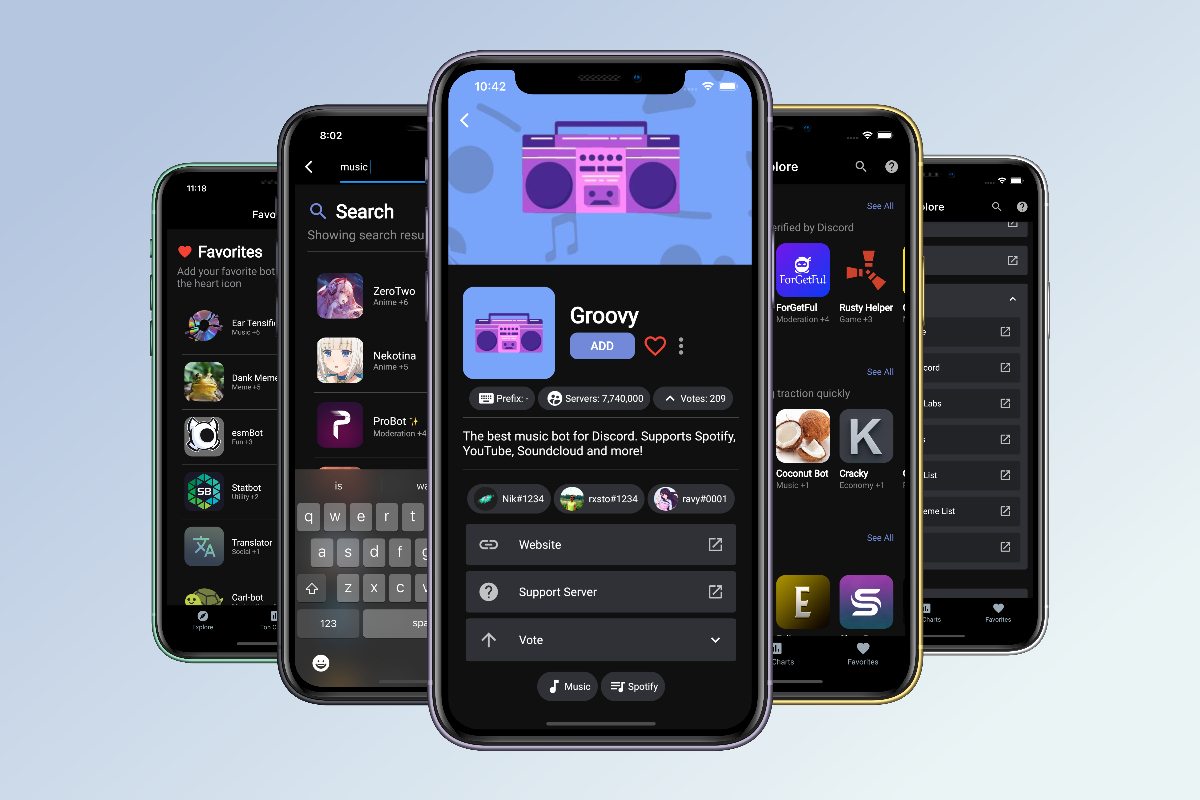 11:18
Favo
Favorites
Add your favorite bot
the heart icon
Ear Tensifi
Music +6
Dank Meme
Meme +5
esmBot
Fun +3
Statbot
Utility +2
Translator
Social +1
Carl-bot
Explore
Top C
8:02
music
Search
Showing search resu
ZeroTwo
Anime +6
Nekotina
Anime +5
ProBot ✨
Moderation +4
is
wa
q w e r t
a s d f g
z x c v
123
spa
10:42
Groovy
ADD
Prefix: -
Servers: 7,740,000
Votes: 209
The best music bot for Discord. Supports Spotify,
YouTube, Soundcloud and more!
Nik#1234
rxsto#1234
ravy#0001
Website
Support Server
Vote
Music
Spotify
plore
See All
erified by Discord
ForGetFul
ForGetFul
Moderation +4
Rusty Helper
Game +3
See All
g traction quickly
Coconut Bot
Music +1
K
Cracky
Economy +1
See All
E
S
Charts
Favorites
lore
cord
Labs
List
eme List
Charts
Favorites